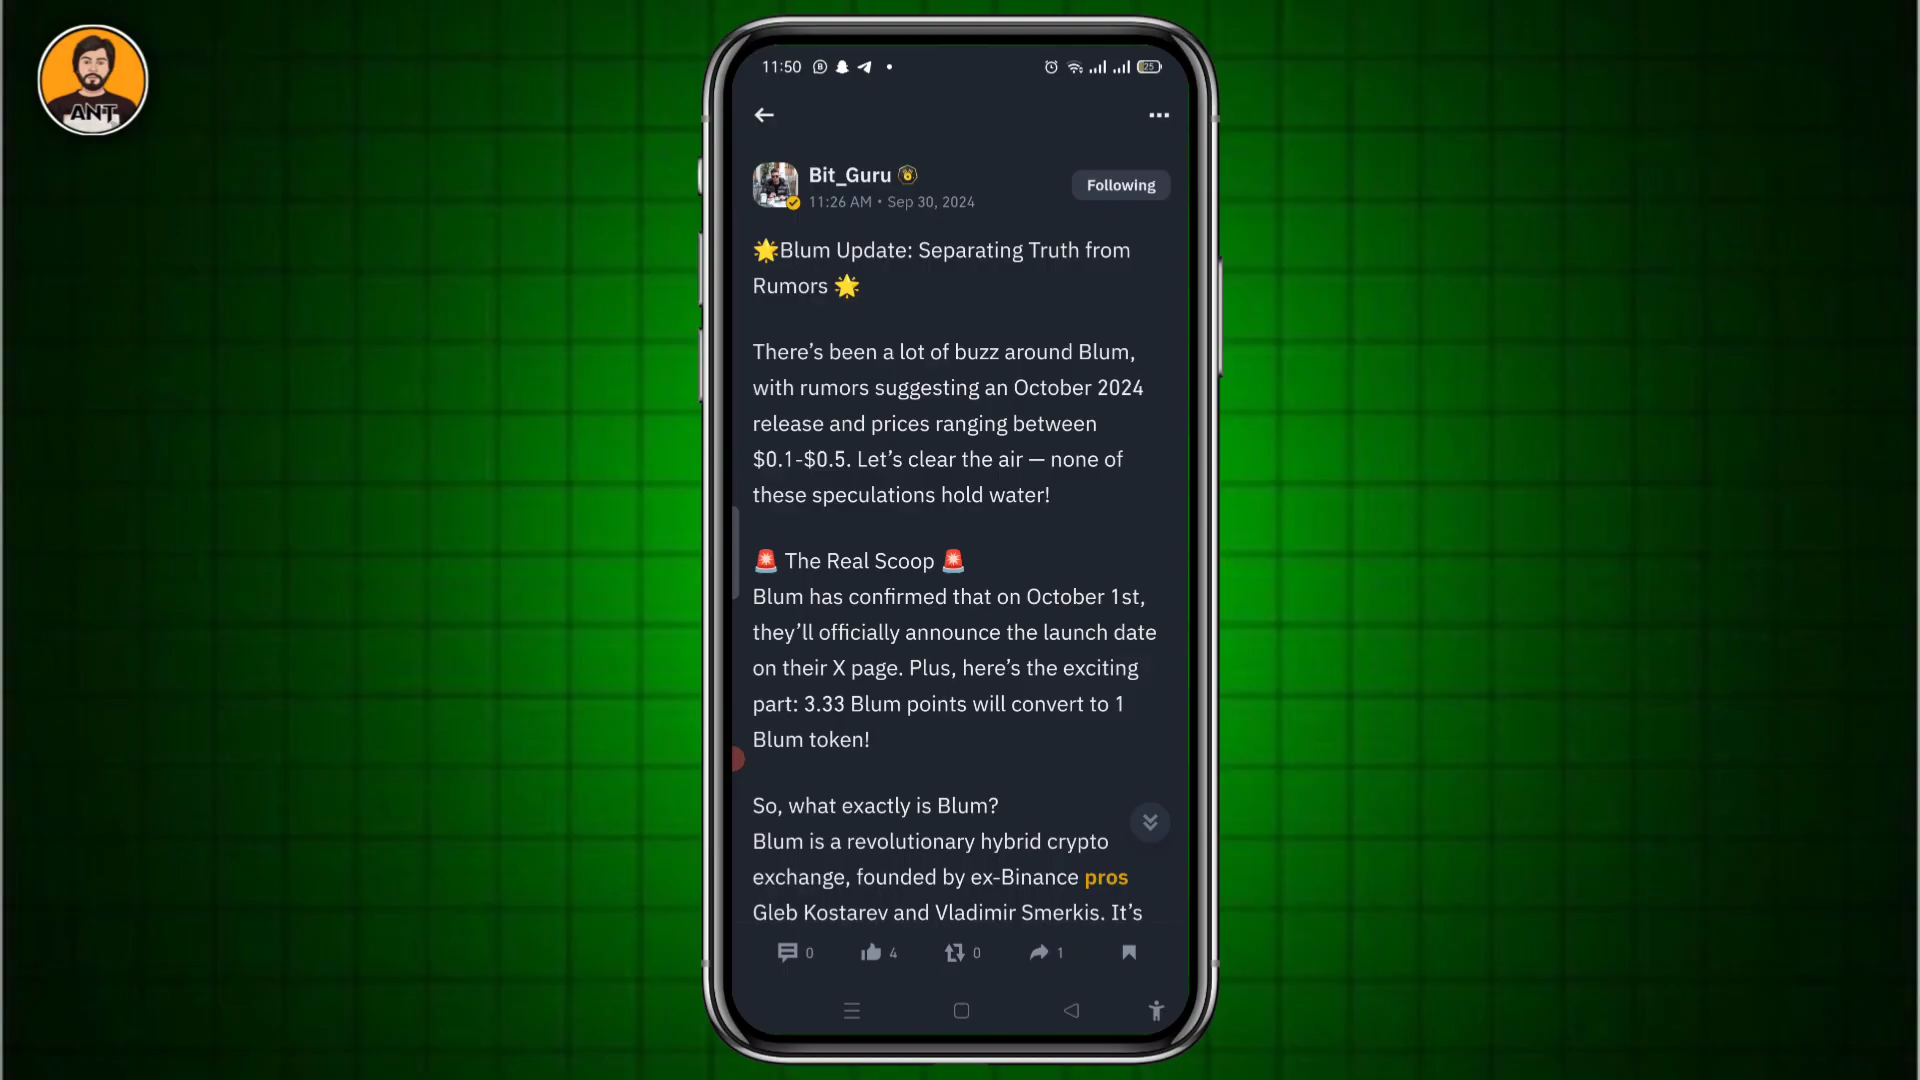 ANT
11:50
25
Bit_Guru
Following
11:26 AM • Sep 30, 2024
🌟Blum Update: Separating Truth from
Rumors 🌟
There’s been a lot of buzz around Blum,
with rumors suggesting an October 2024
release and prices ranging between
$0.1-$0.5. Let’s clear the air — none of
these speculations hold water!
🚨 The Real Scoop 🚨
Blum has confirmed that on October 1st,
they’ll officially announce the launch date
on their X page. Plus, here’s the exciting
part: 3.33 Blum points will convert to 1
Blum token!
So, what exactly is Blum?
Blum is a revolutionary hybrid crypto
exchange, founded by ex-Binance pros
Gleb Kostarev and Vladimir Smerkis. It’s
0 4 0 1